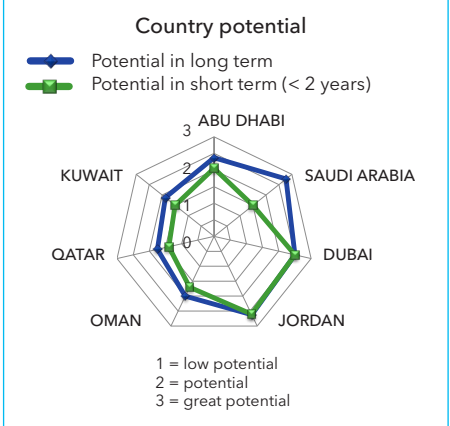 Country potential
Potential in long term
Potential in short term (< 2 years)
ABU DHABI
3
2
1
0
KUWAIT
SAUDI ARABIA
QATAR
DUBAI
OMAN
JORDAN
1 = low potential
2 = potential
3 = great potential